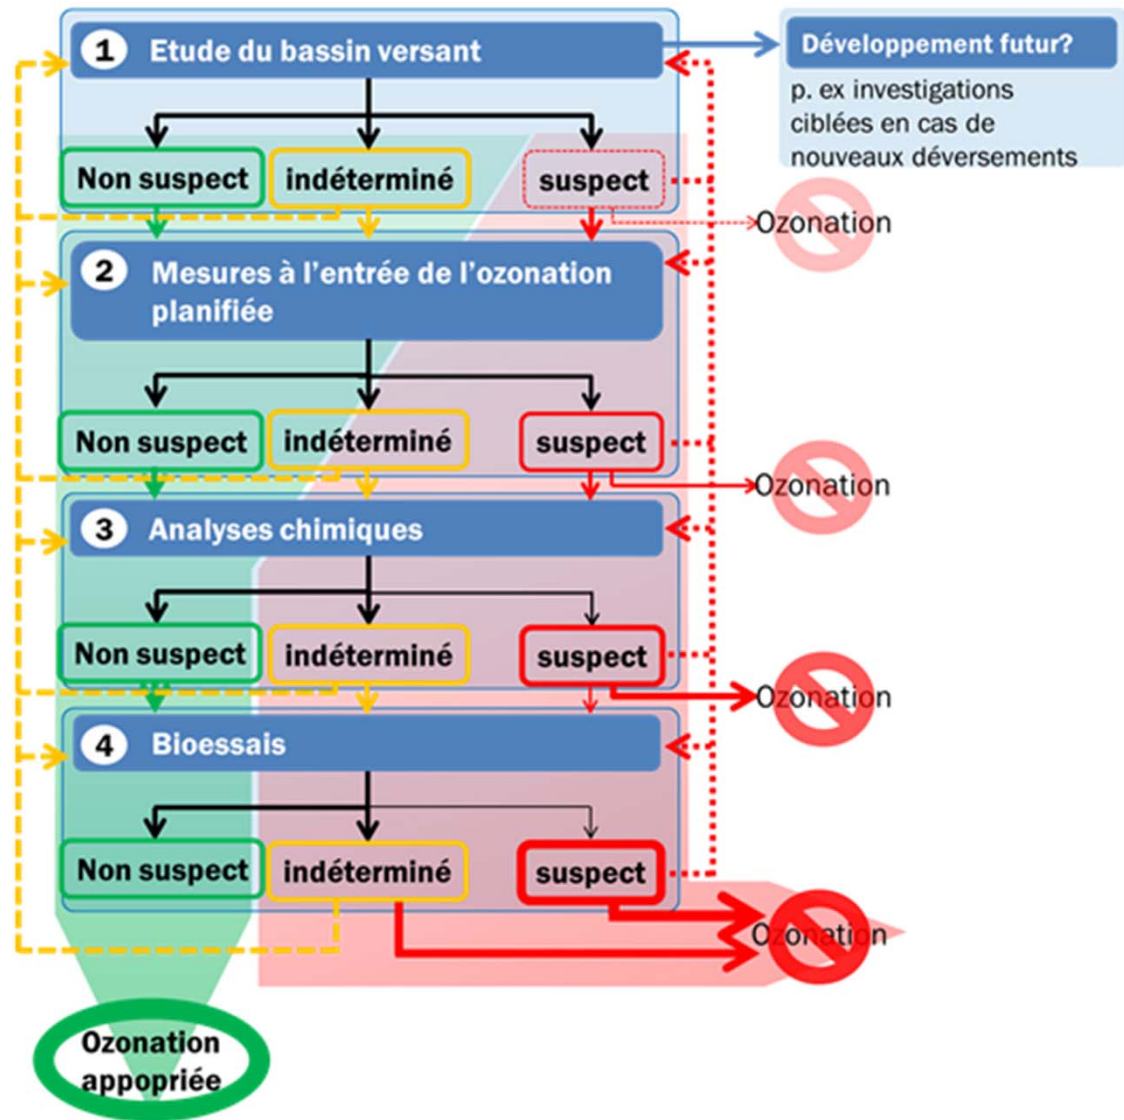 1 Etude du bassin versant
Développement futur?
p. ex investigations
ciblées en cas de
nouveaux déversements
Non suspect
indéterminé
suspect
Ozonation
2 Mesures à l'entrée de l'ozonation
planifiée
Non suspect
indéterminé
suspect
Ozonation
3 Analyses chimiques
Non suspect
indéterminé
suspect
Ozonation
4 Bioessais
Non suspect
indéterminé
suspect
Ozonation
Ozonation
appopriée